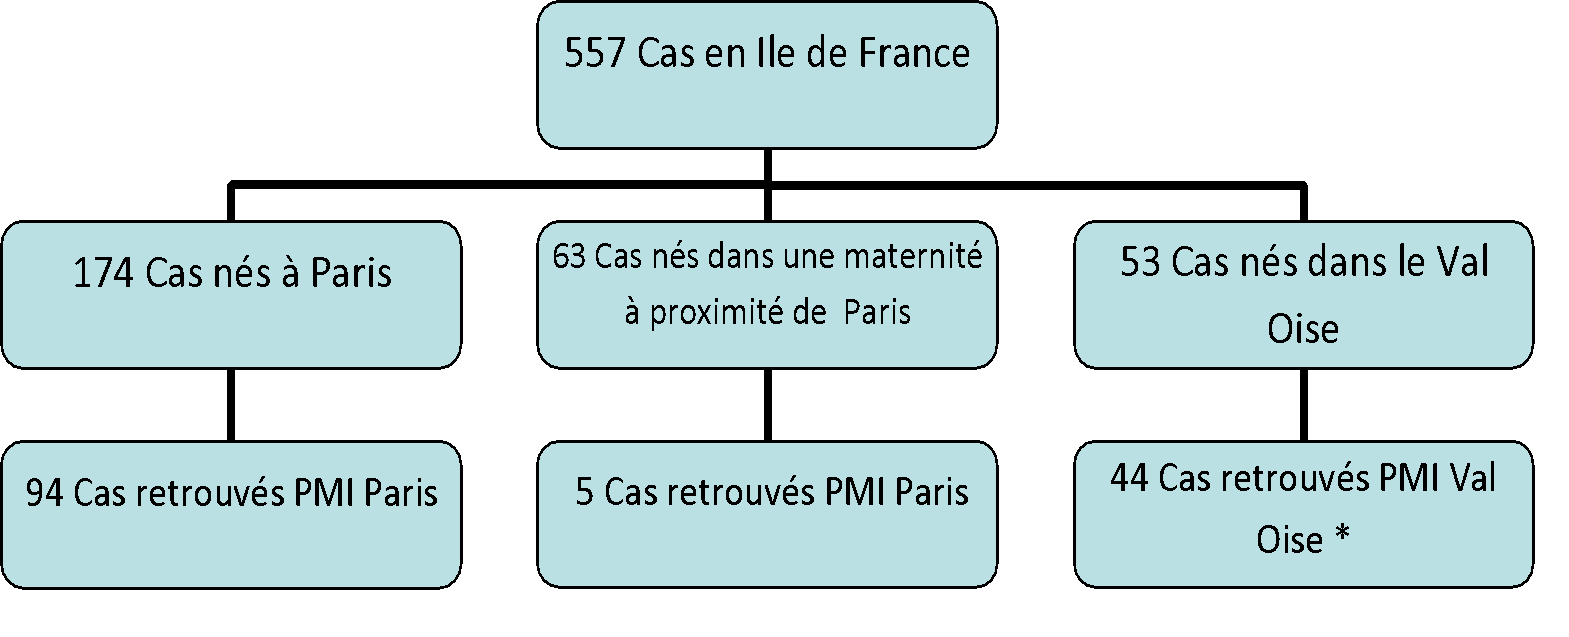 557 Cas en Ile de France
174 Cas nés à Paris
63 Cas nés dans une maternité
à proximité de Paris
53 Cas nés dans le Val
Oise
94 Cas retrouvés PMI Paris
5 Cas retrouvés PMI Paris
44 Cas retrouvés PMI Val
Oise *